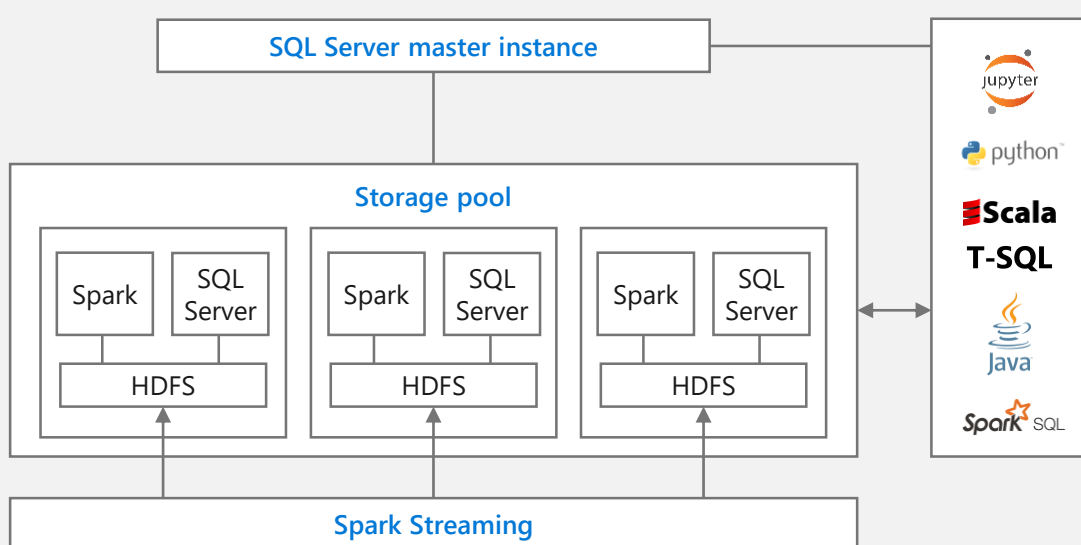 SQL Server master instance
Storage pool
Spark
SQL
Server
HDFS
Spark
SQL
Server
HDFS
Spark
SQL
Server
HDFS
Spark Streaming
jupyter
python™
Scala
T-SQL
Java
Spark SQL